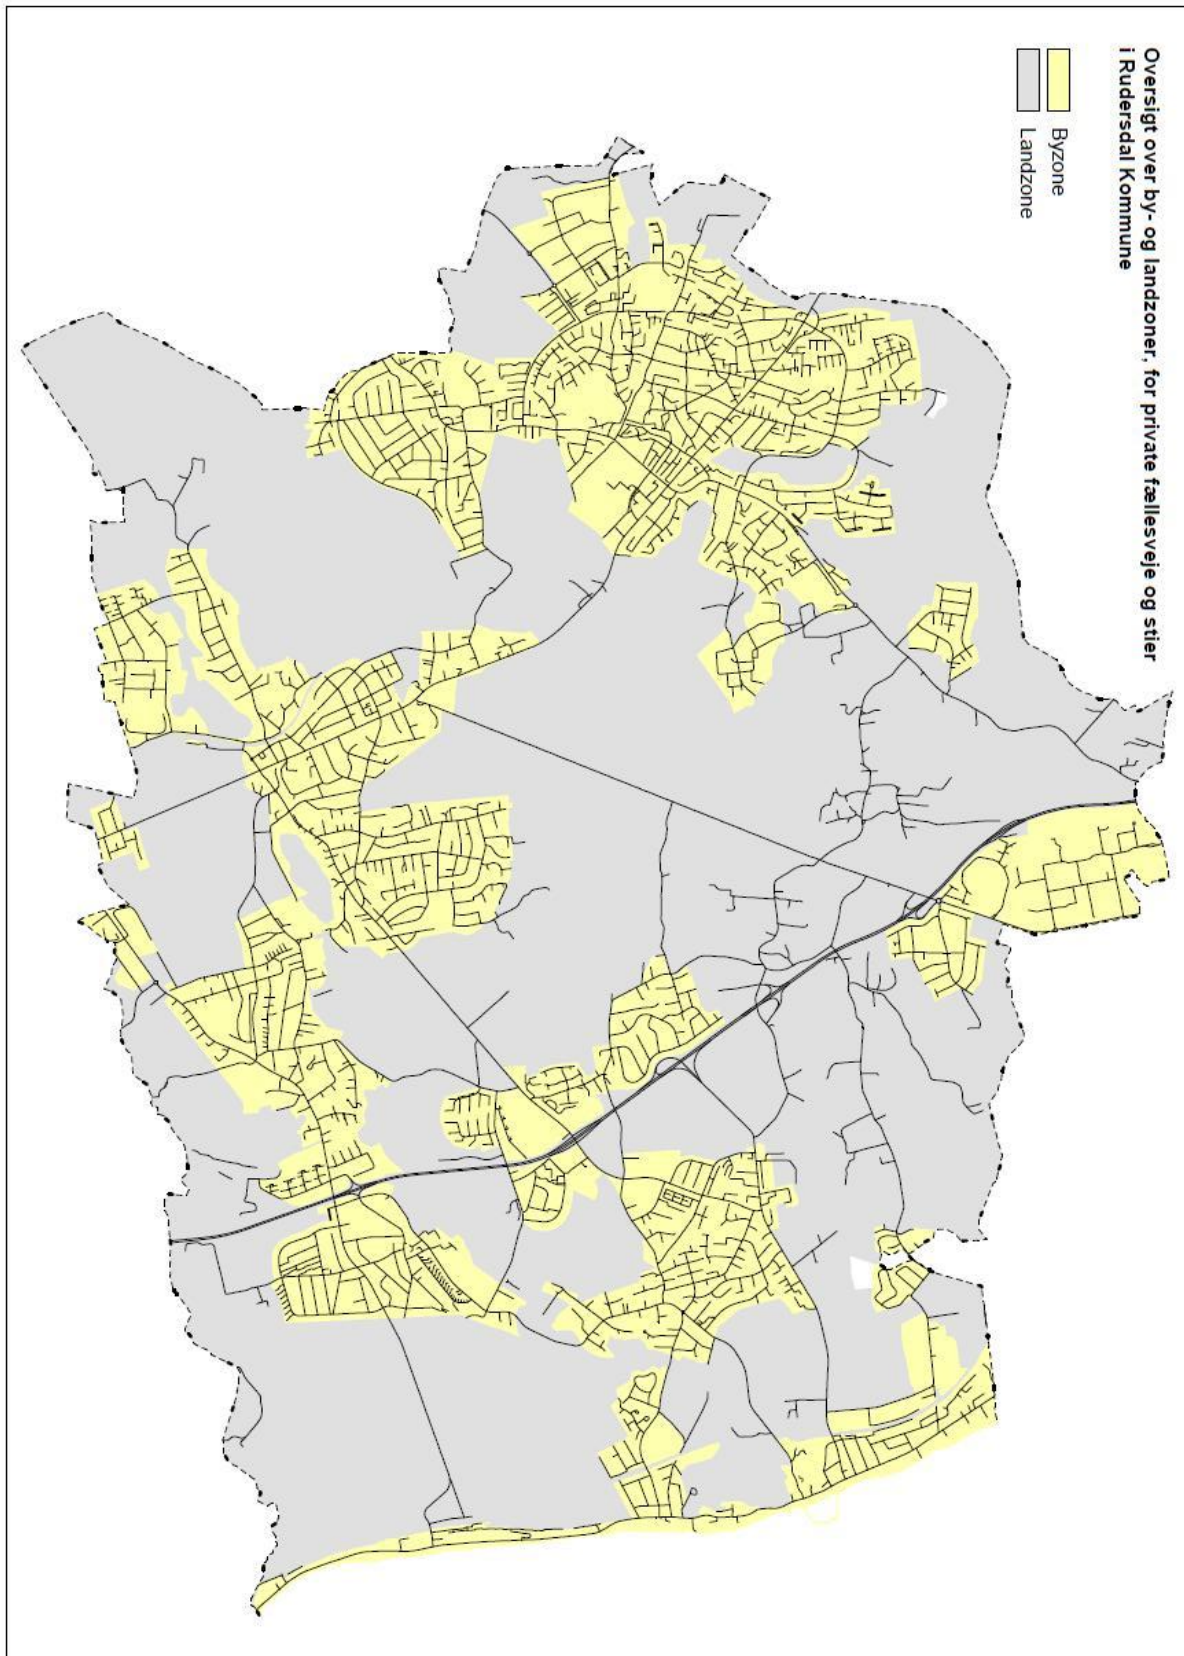 Oversigt over by- og landzoner, for private fællesveje og stier
i Rudersdal Kommune
Byzone
Landzone